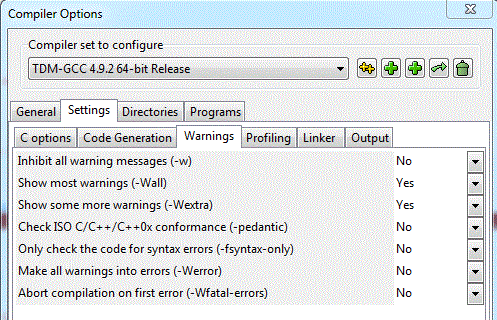 Compiler Options
Compiler set to configure
TDM-GCC 4.9.2 64-bit Release
General Settings Directories Programs
C options Code Generation Warnings Profiling Linker Output
Inhibit all warning messages (-w) No
Show most warnings (-Wall) Yes
Show some more warnings (-Wextra) Yes
Check ISO C/C++/C++0x conformance (-pedantic) No
Only check the code for syntax errors (-fsyntax-only) No
Make all warnings into errors (-Werror) No
Abort compilation on first error (-Wfatal-errors) No